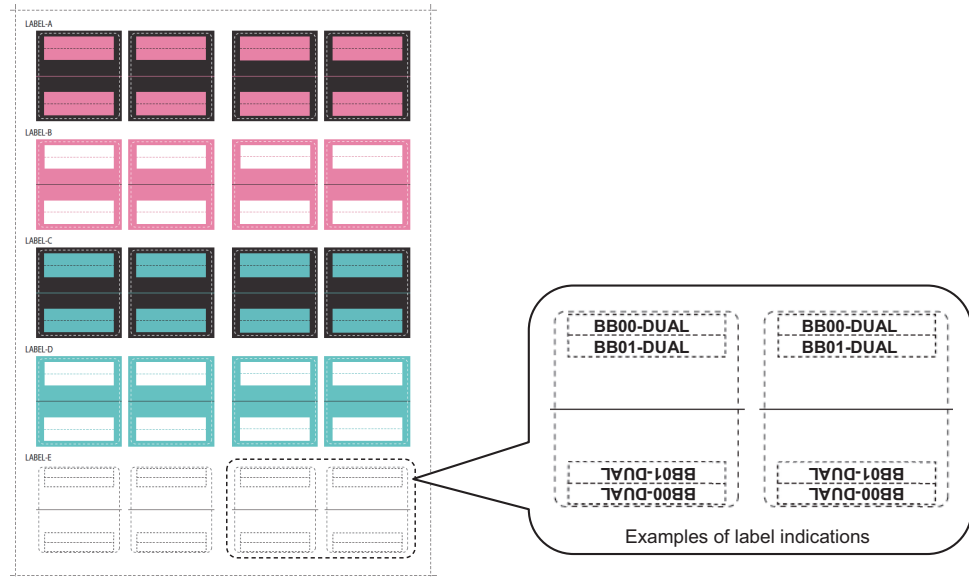 LABEL-A
LABEL-B
LABEL-C
LABEL-D
LABEL-E
BB00-DUAL
BB01-DUAL
BB01-DUAL
BB00-DUAL
BB00-DUAL
BB01-DUAL
BB01-DUAL
BB00-DUAL
Examples of label indications